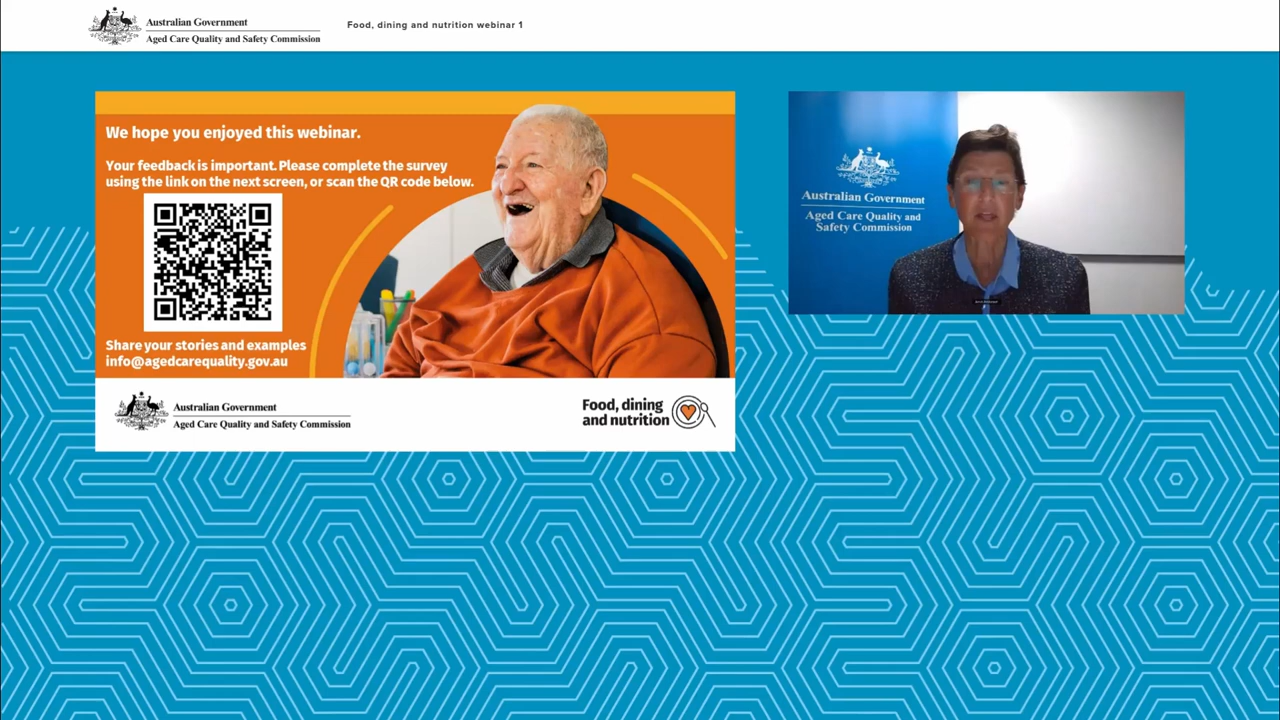 Australian Government
Aged Care Quality and Safety Commission
Food, dining and nutrition webinar 1
We hope you enjoyed this webinar.
Your feedback is important. Please complete the survey
using the link on the next screen, or scan the QR code below.
Share your stories and examples
info@agedcarequality.gov.au
Australian Government
Aged Care Quality and Safety Commission
Food, dining
and nutrition
Australian Government
Aged Care Quality and
Safety Commission